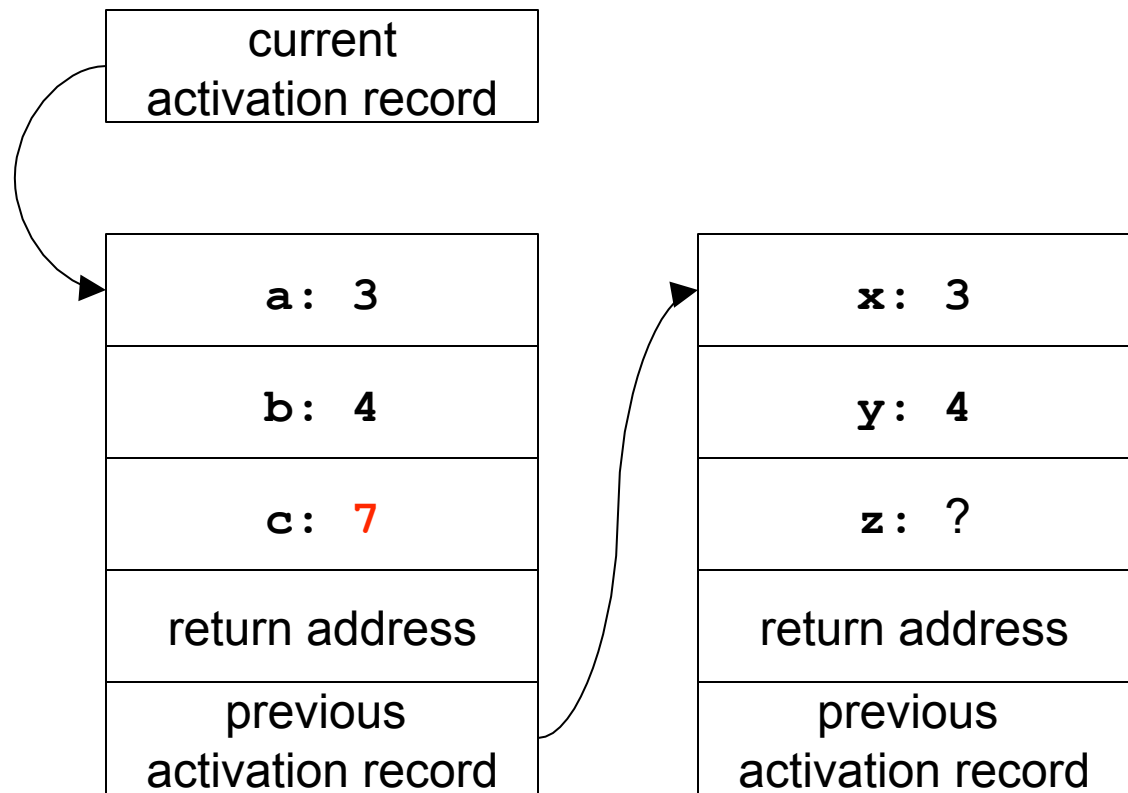 current
activation record
a: 3
b: 4
c: 7
return address
previous
activation record
x: 3
y: 4
z: ?
return address
previous
activation record